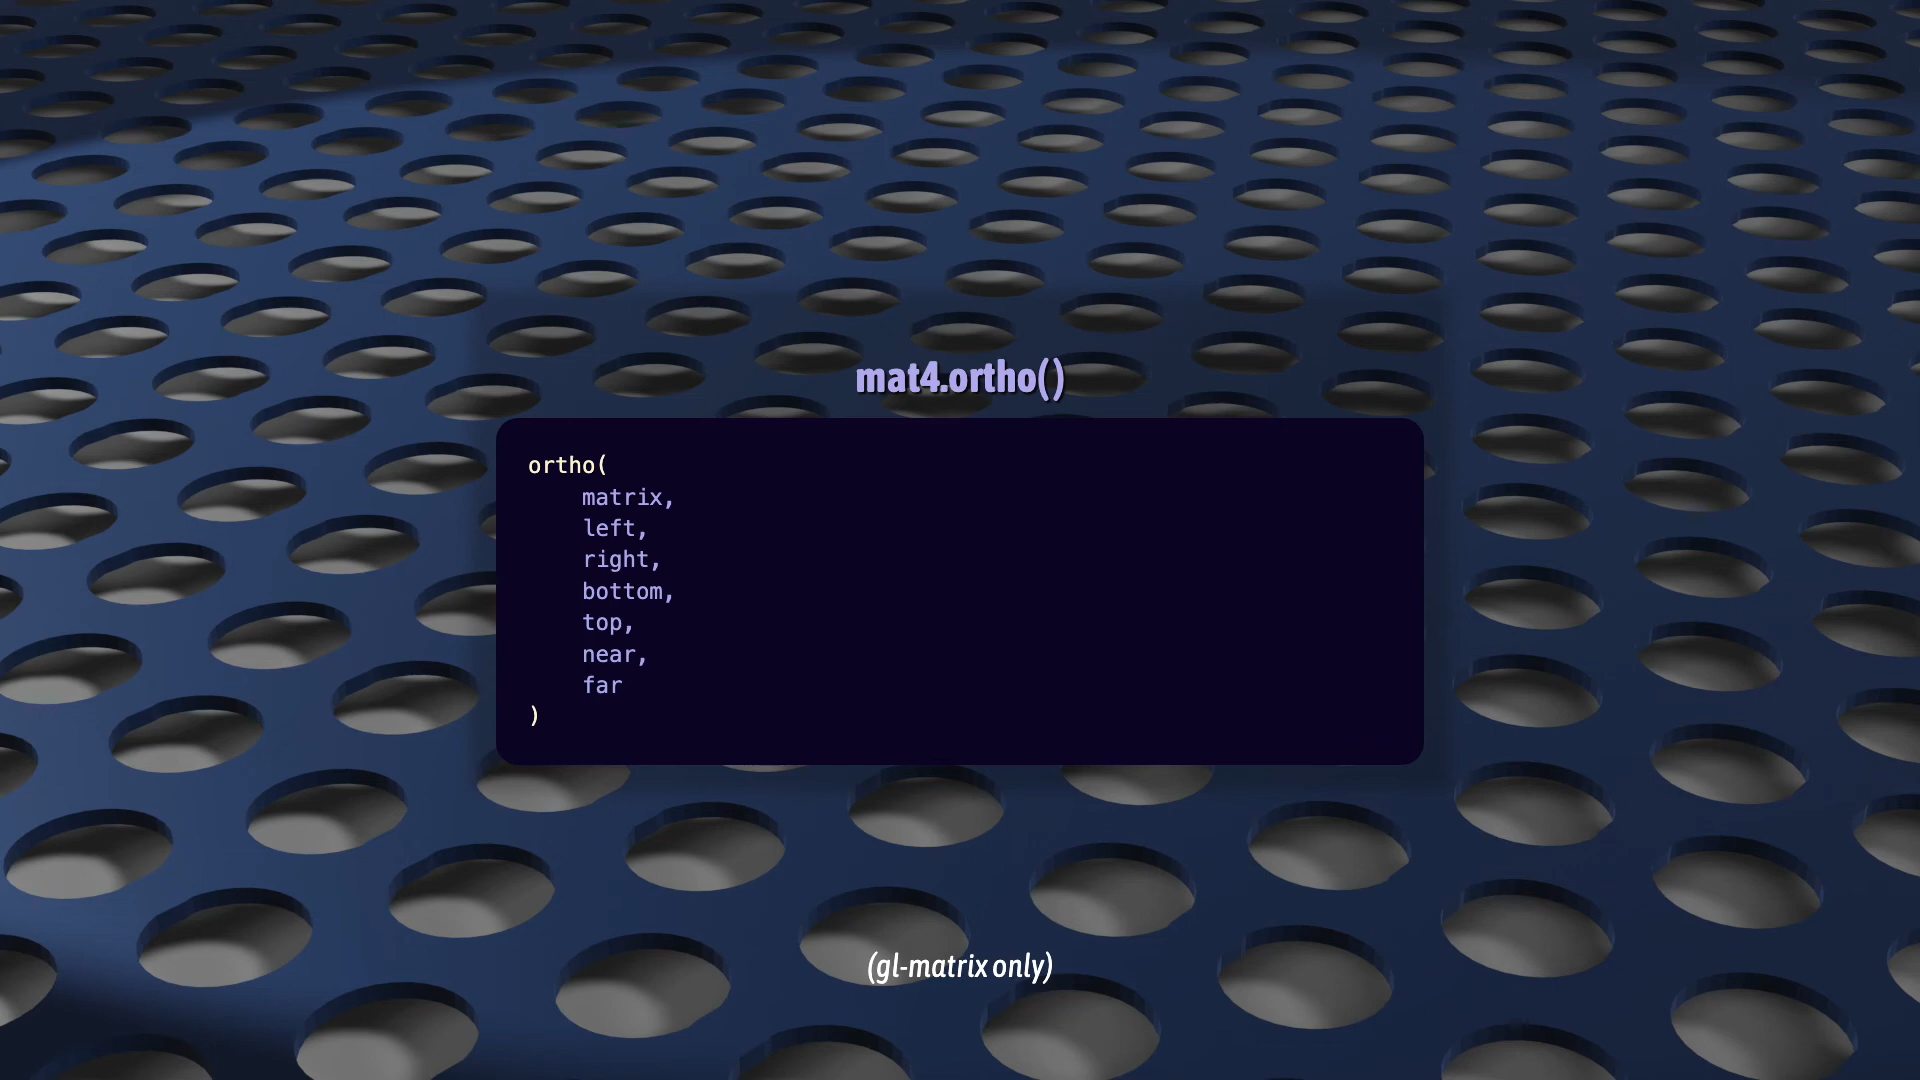 mat4.ortho()
ortho(
    matrix,
    left,
    right,
    bottom,
    top,
    near,
    far
)
(gl-matrix only)